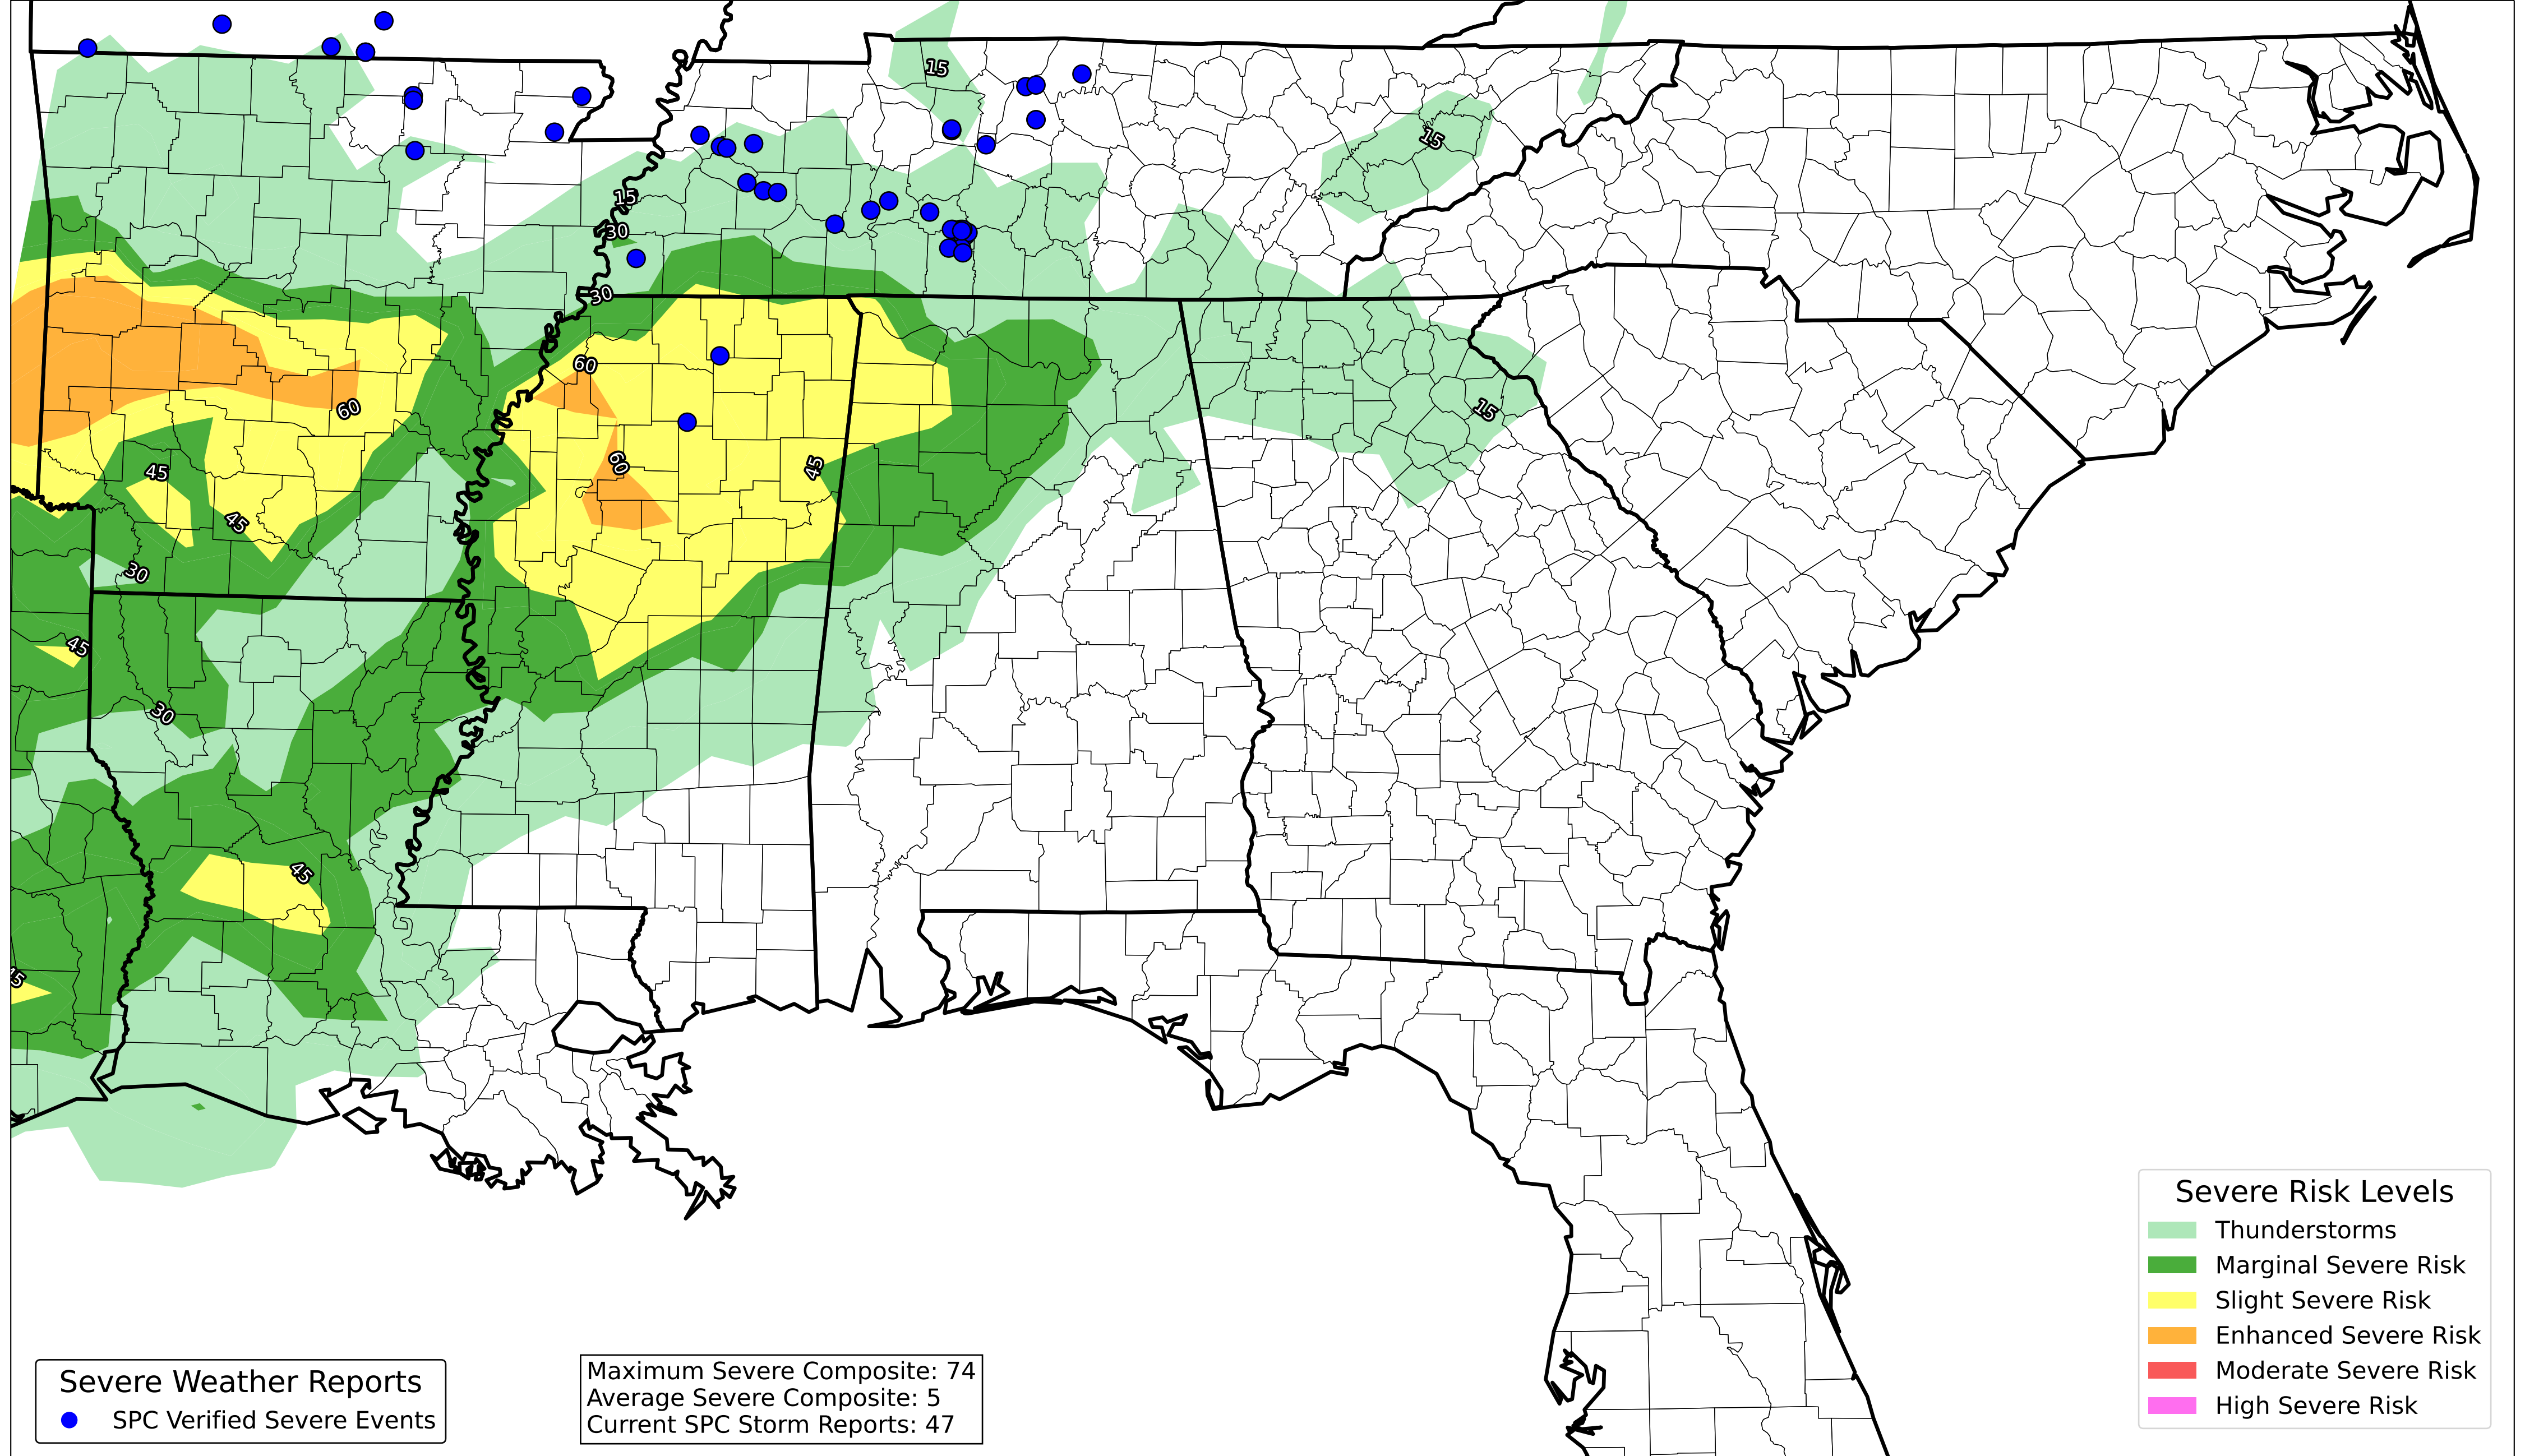 15
15
15
30
30
60
60
15
45
60
45
45
30
45
30
45
45
Severe Risk Levels
Thunderstorms
Marginal Severe Risk
Slight Severe Risk
Enhanced Severe Risk
Moderate Severe Risk
High Severe Risk
Severe Weather Reports
SPC Verified Severe Events
Maximum Severe Composite: 74
Average Severe Composite: 5
Current SPC Storm Reports: 47